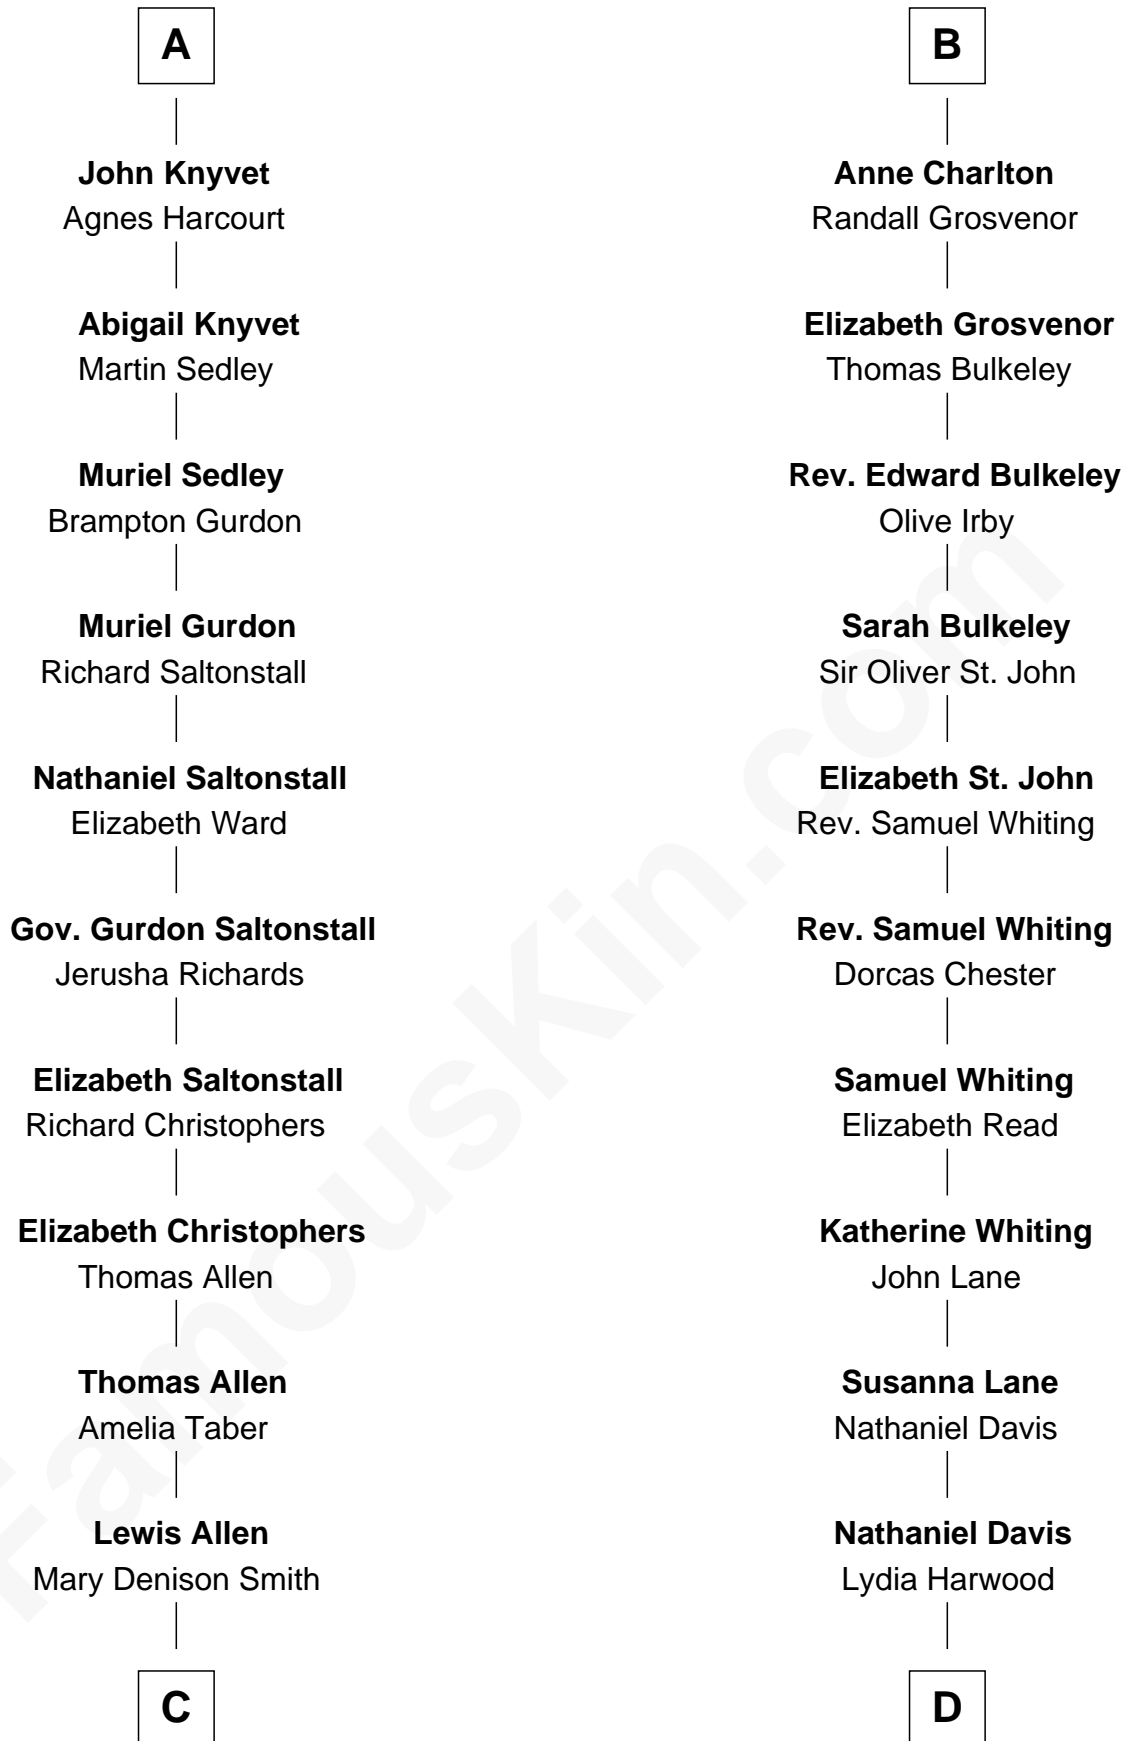 A
John Knyvet
Agnes Harcourt
Abigail Knyvet
Martin Sedley
Muriel Sedley
Brampton Gurdon
Muriel Gurdon
Richard Saltonstall
Nathaniel Saltonstall
Elizabeth Ward
Gov. Gurdon Saltonstall
Jerusha Richards
Elizabeth Saltonstall
Richard Christophers
Elizabeth Christophers
Thomas Allen
Thomas Allen
Amelia Taber
Lewis Allen
Mary Denison Smith
C
B
Anne Charlton
Randall Grosvenor
Elizabeth Grosvenor
Thomas Bulkeley
Rev. Edward Bulkeley
Olive Irby
Sarah Bulkeley
Sir Oliver St. John
Elizabeth St. John
Rev. Samuel Whiting
Rev. Samuel Whiting
Dorcas Chester
Samuel Whiting
Elizabeth Read
Katherine Whiting
John Lane
Susanna Lane
Nathaniel Davis
Nathaniel Davis
Lydia Harwood
D
FamousKin.com